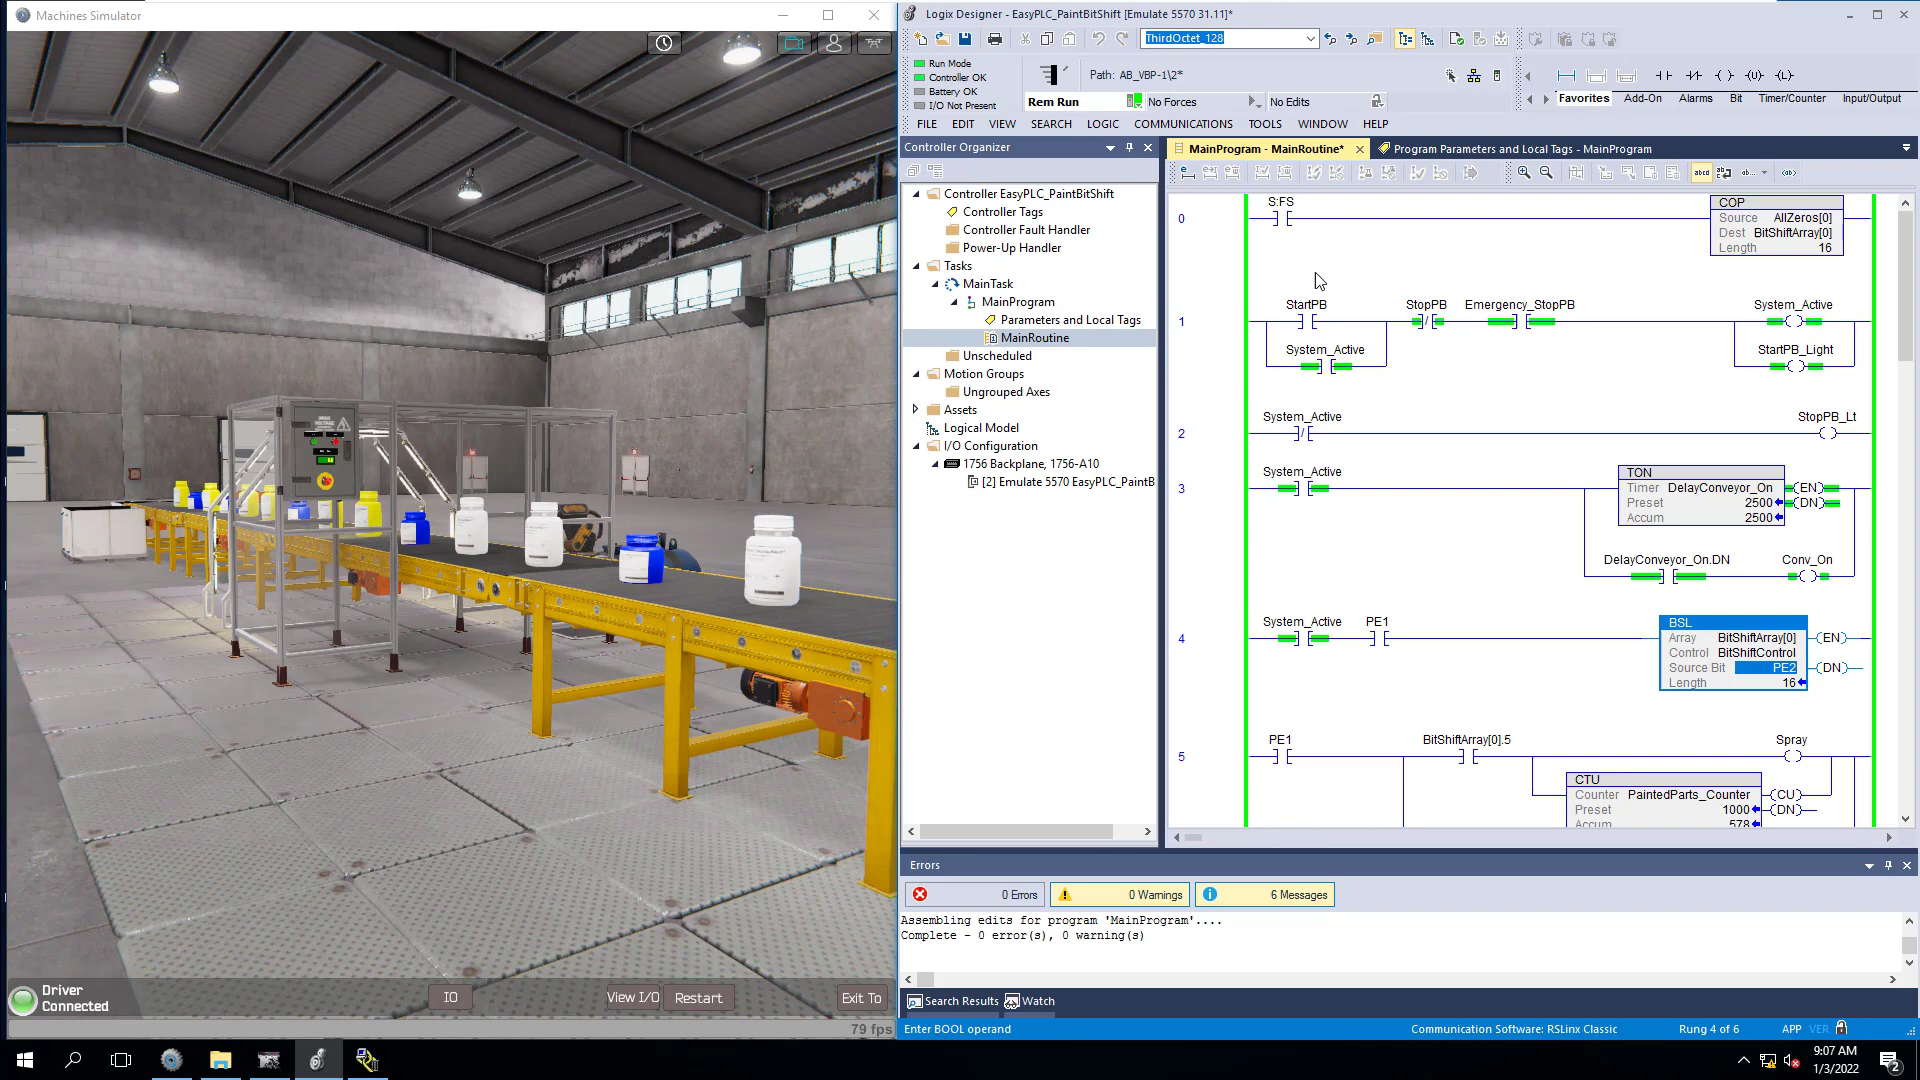 Machines Simulator
Driver
Connected
IO
View I/O
Restart
Exit To
79 fps
Logix Designer - EasyPLC_PaintBitShift [Emulate 5570 31.11]*
ThirdOctet_128
Run Mode
Controller OK
Battery OK
I/O Not Present
Path: AB_VBP-1\2*
Rem Run
No Forces
No Edits
Favorites
Add-On
Alarms
Bit
Timer/Counter
Input/Output
FILE EDIT VIEW SEARCH LOGIC COMMUNICATIONS TOOLS WINDOW HELP
Controller Organizer
Controller EasyPLC_PaintBitShift
Controller Tags
Controller Fault Handler
Power-Up Handler
Tasks
MainTask
MainProgram
Parameters and Local Tags
MainRoutine
Unscheduled
Motion Groups
Ungrouped Axes
Assets
Logical Model
I/O Configuration
1756 Backplane, 1756-A10
[2] Emulate 5570 EasyPLC_PaintB
MainProgram - MainRoutine*
Program Parameters and Local Tags - MainProgram
0
S:FS
COP
Source AllZeros[0]
Dest BitShiftArray[0]
Length 16
1
StartPB
StopPB
Emergency_StopPB
System_Active
System_Active
StartPB_Light
2
System_Active
StopPB_Lt
3
System_Active
TON
Timer DelayConveyor_On
Preset 2500
Accum 2500
EN
DN
DelayConveyor_On.DN
Conv_On
4
System_Active
PE1
BSL
Array BitShiftArray[0]
Control BitShiftControl
Source Bit PE2
Length 16
EN
DN
5
PE1
BitShiftArray[0].5
Spray
CTU
Counter PaintedParts_Counter
Preset 1000
Accum 578
CU
DN
Errors
0 Errors
0 Warnings
6 Messages
Assembling edits for program 'MainProgram'....
Complete - 0 error(s), 0 warning(s)
Search Results
Watch
Enter BOOL operand
Communication Software: RSLinx Classic
Rung 4 of 6
APP
VER
9:07 AM
1/3/2022
2